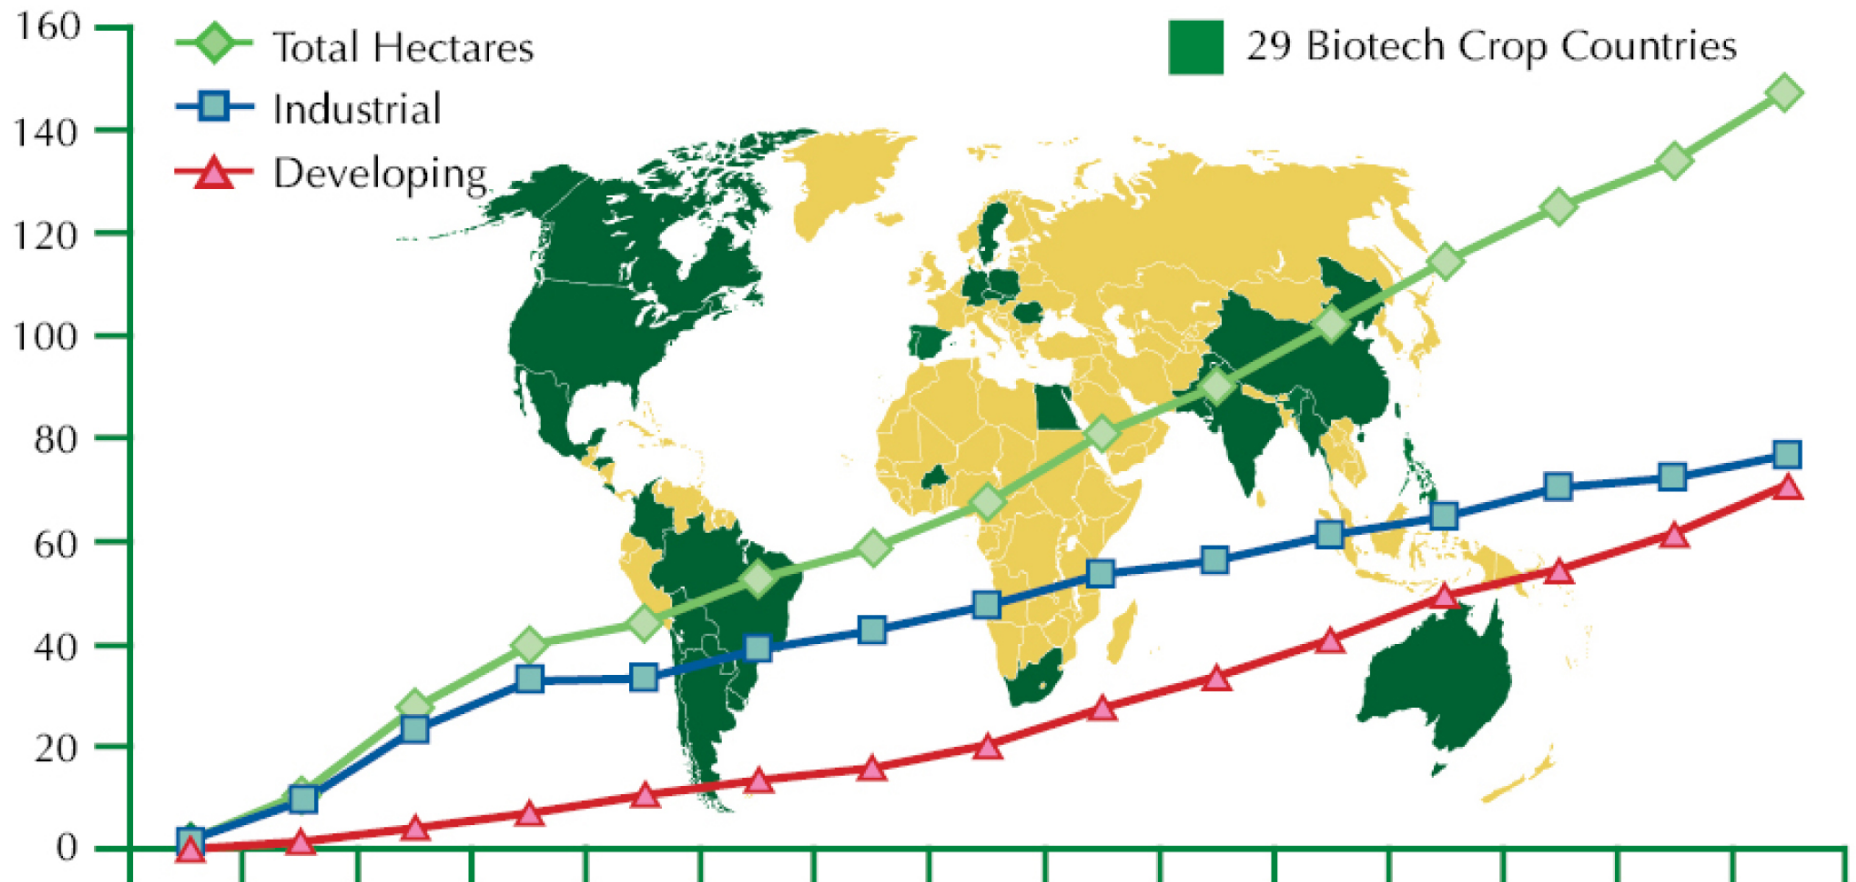 160
140
120
100
80
60
40
20
0
Total Hectares
Industrial
Developing
29 Biotech Crop Countries